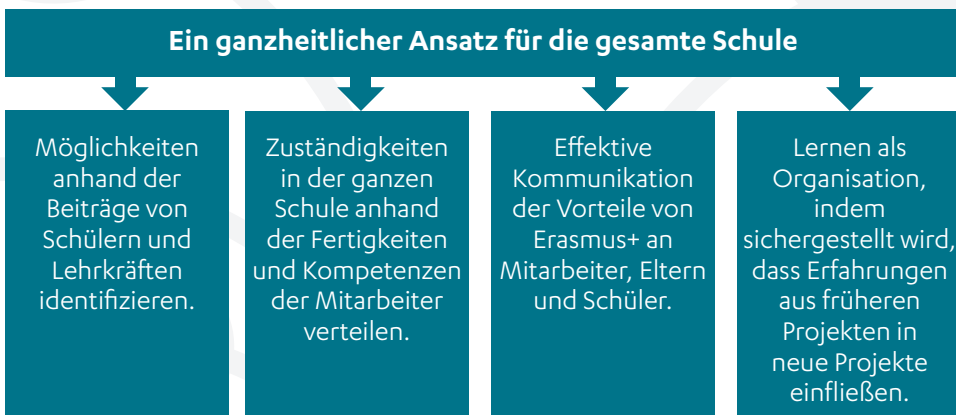 Ein ganzheitlicher Ansatz für die gesamte Schule
Möglichkeiten
anhand der
Beiträge von
Schülern und
Lehrkräften
identifizieren.
Zuständigkeiten
in der ganzen
Schule anhand
der Fertigkeiten
und Kompetenzen
der Mitarbeiter
verteilen.
Effektive
Kommunikation
der Vorteile von
Erasmus+ an
Mitarbeiter, Eltern
und Schüler.
Lernen als
Organisation,
indem
sichergestellt wird,
dass Erfahrungen
aus früheren
Projekten in
neue Projekte
einfließen.